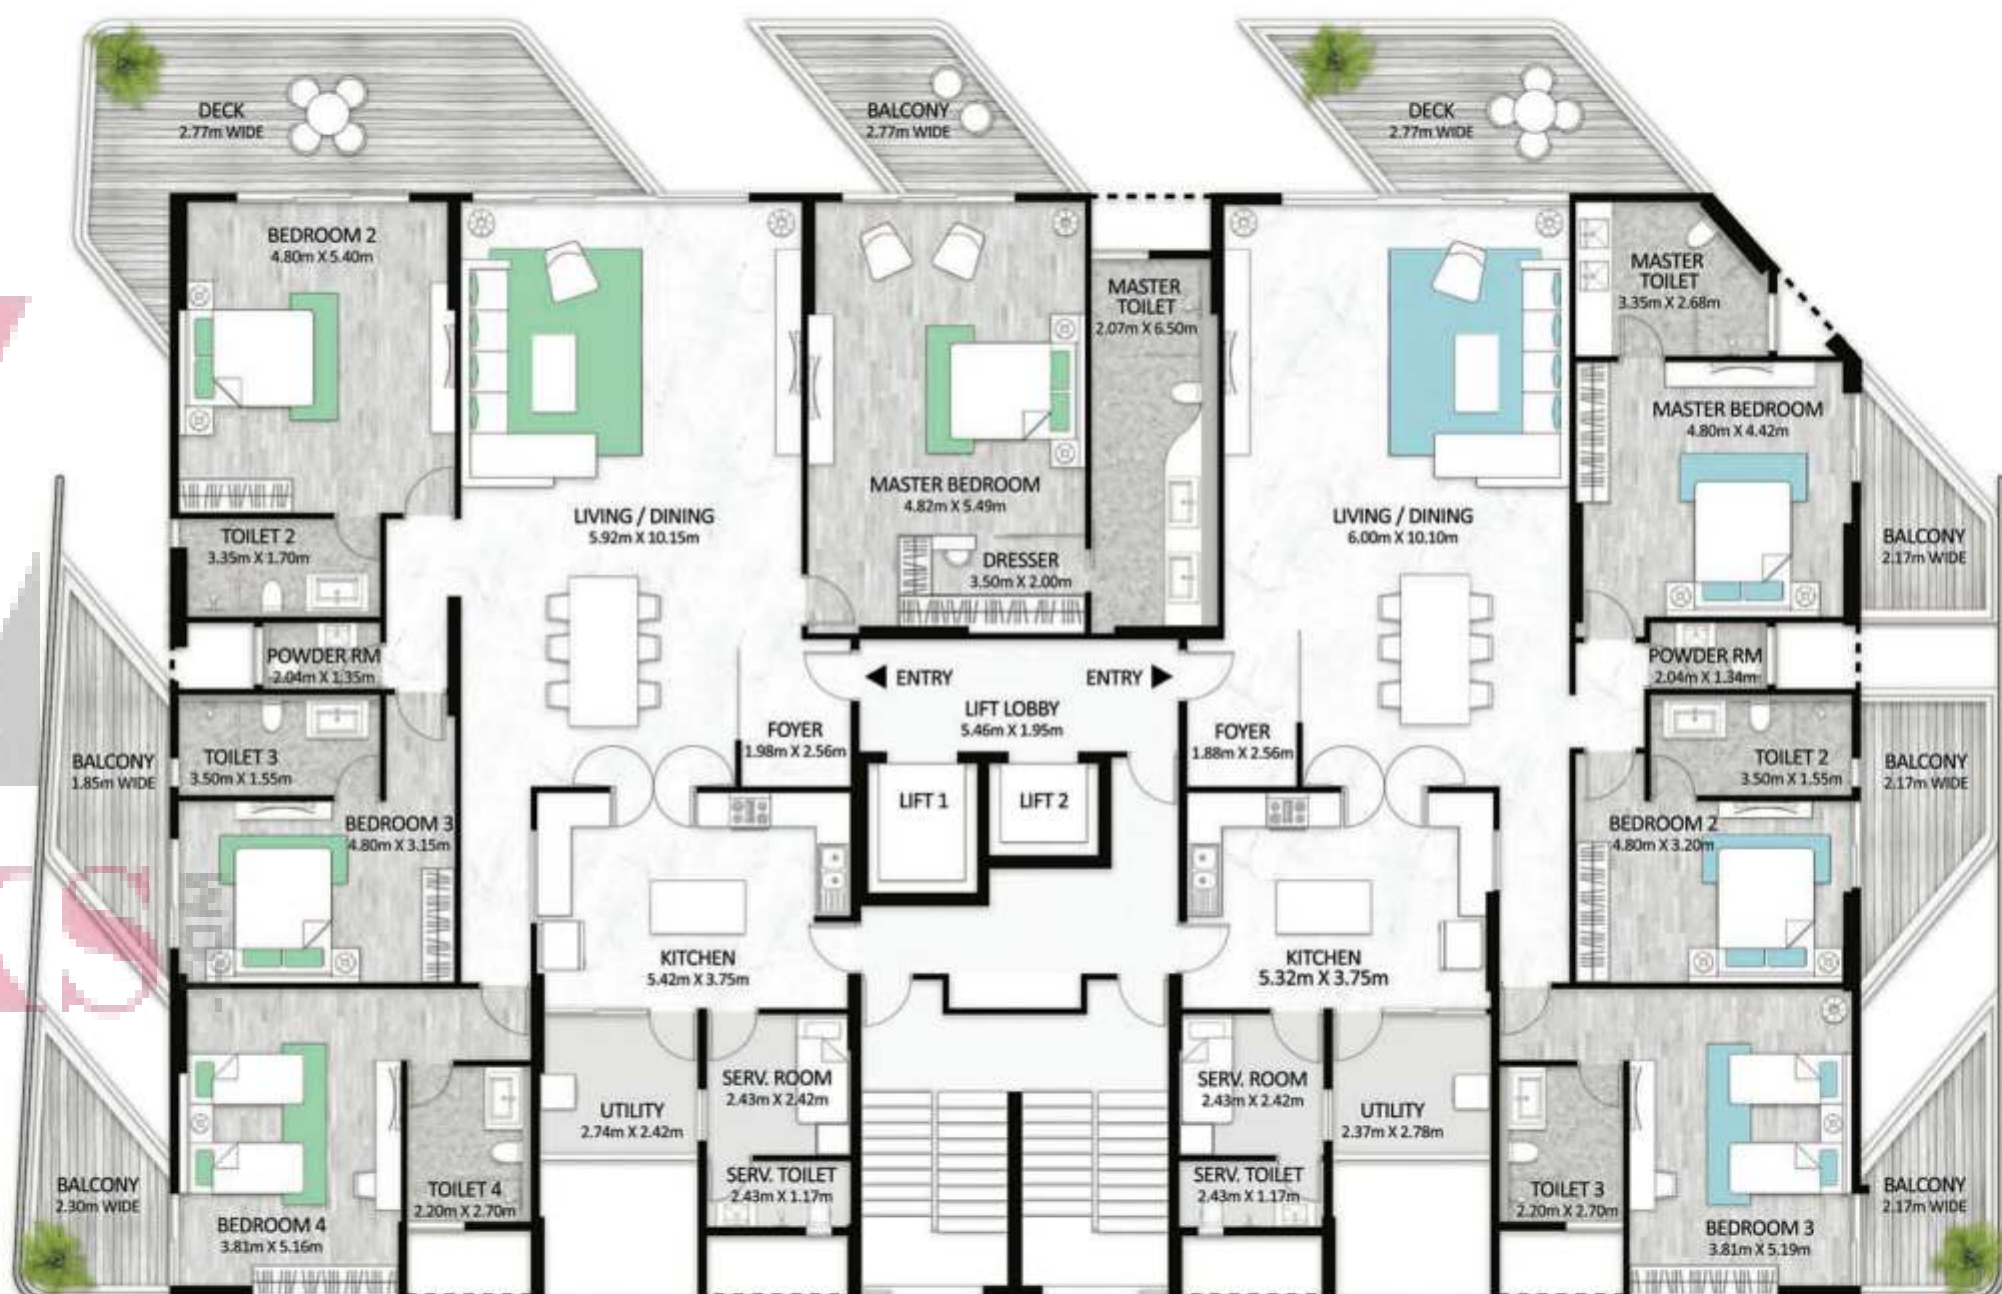 DECK
2.77m WIDE
BALCONY
2.77m WIDE
DECK
2.77m WIDE
BEDROOM 2
4.80m X 5.40m
MASTER
TOILET
2.07m X 6.50m
MASTER
TOILET
3.35m X 2.68m
MASTER BEDROOM
4.80m X 4.42m
MASTER BEDROOM
4.82m X 5.49m
LIVING / DINING
5.92m X 10.15m
LIVING / DINING
6.00m X 10.10m
TOILET 2
3.35m X 1.70m
DRESSER
3.50m X 2.00m
BALCONY
2.17m WIDE
POWDER RM
2.04m X 1.35m
ENTRY
ENTRY
POWDER RM
2.04m X 1.34m
LIFT LOBBY
5.46m X 1.95m
FOYER
1.98m X 2.56m
FOYER
1.88m X 2.56m
BALCONY
1.85m WIDE
TOILET 3
3.50m X 1.55m
TOILET 2
3.50m X 1.55m
BALCONY
2.17m WIDE
LIFT 1
LIFT 2
BEDROOM 3
4.80m X 3.15m
BEDROOM 2
4.80m X 3.20m
KITCHEN
5.42m X 3.75m
KITCHEN
5.32m X 3.75m
SERV. ROOM
2.43m X 2.42m
SERV. ROOM
2.43m X 2.42m
UTILITY
2.74m X 2.42m
UTILITY
2.37m X 2.78m
BALCONY
2.30m WIDE
TOILET 4
2.20m X 2.70m
SERV. TOILET
2.43m X 1.17m
SERV. TOILET
2.43m X 1.17m
TOILET 3
2.20m X 2.70m
BALCONY
2.17m WIDE
BEDROOM 4
3.81m X 5.16m
BEDROOM 3
3.81m X 5.19m